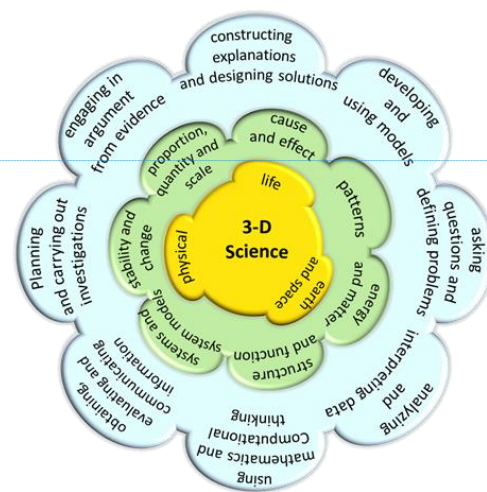 constructing
explanations
and designing solutions
developing
and
using models
asking
questions and
defining problems
analyzing
and
interpreting data
using
mathematics and
Computational
thinking
obtaining,
evaluating and
communicating
information
Planning
and carrying out
investigations
engaging in
argument
from evidence
cause
and effect
patterns
energy
and matter
structure
and function
systems and
system models
stability and
change
proportion,
quantity and
scale
life
earth
and space
physical
3-D
Science